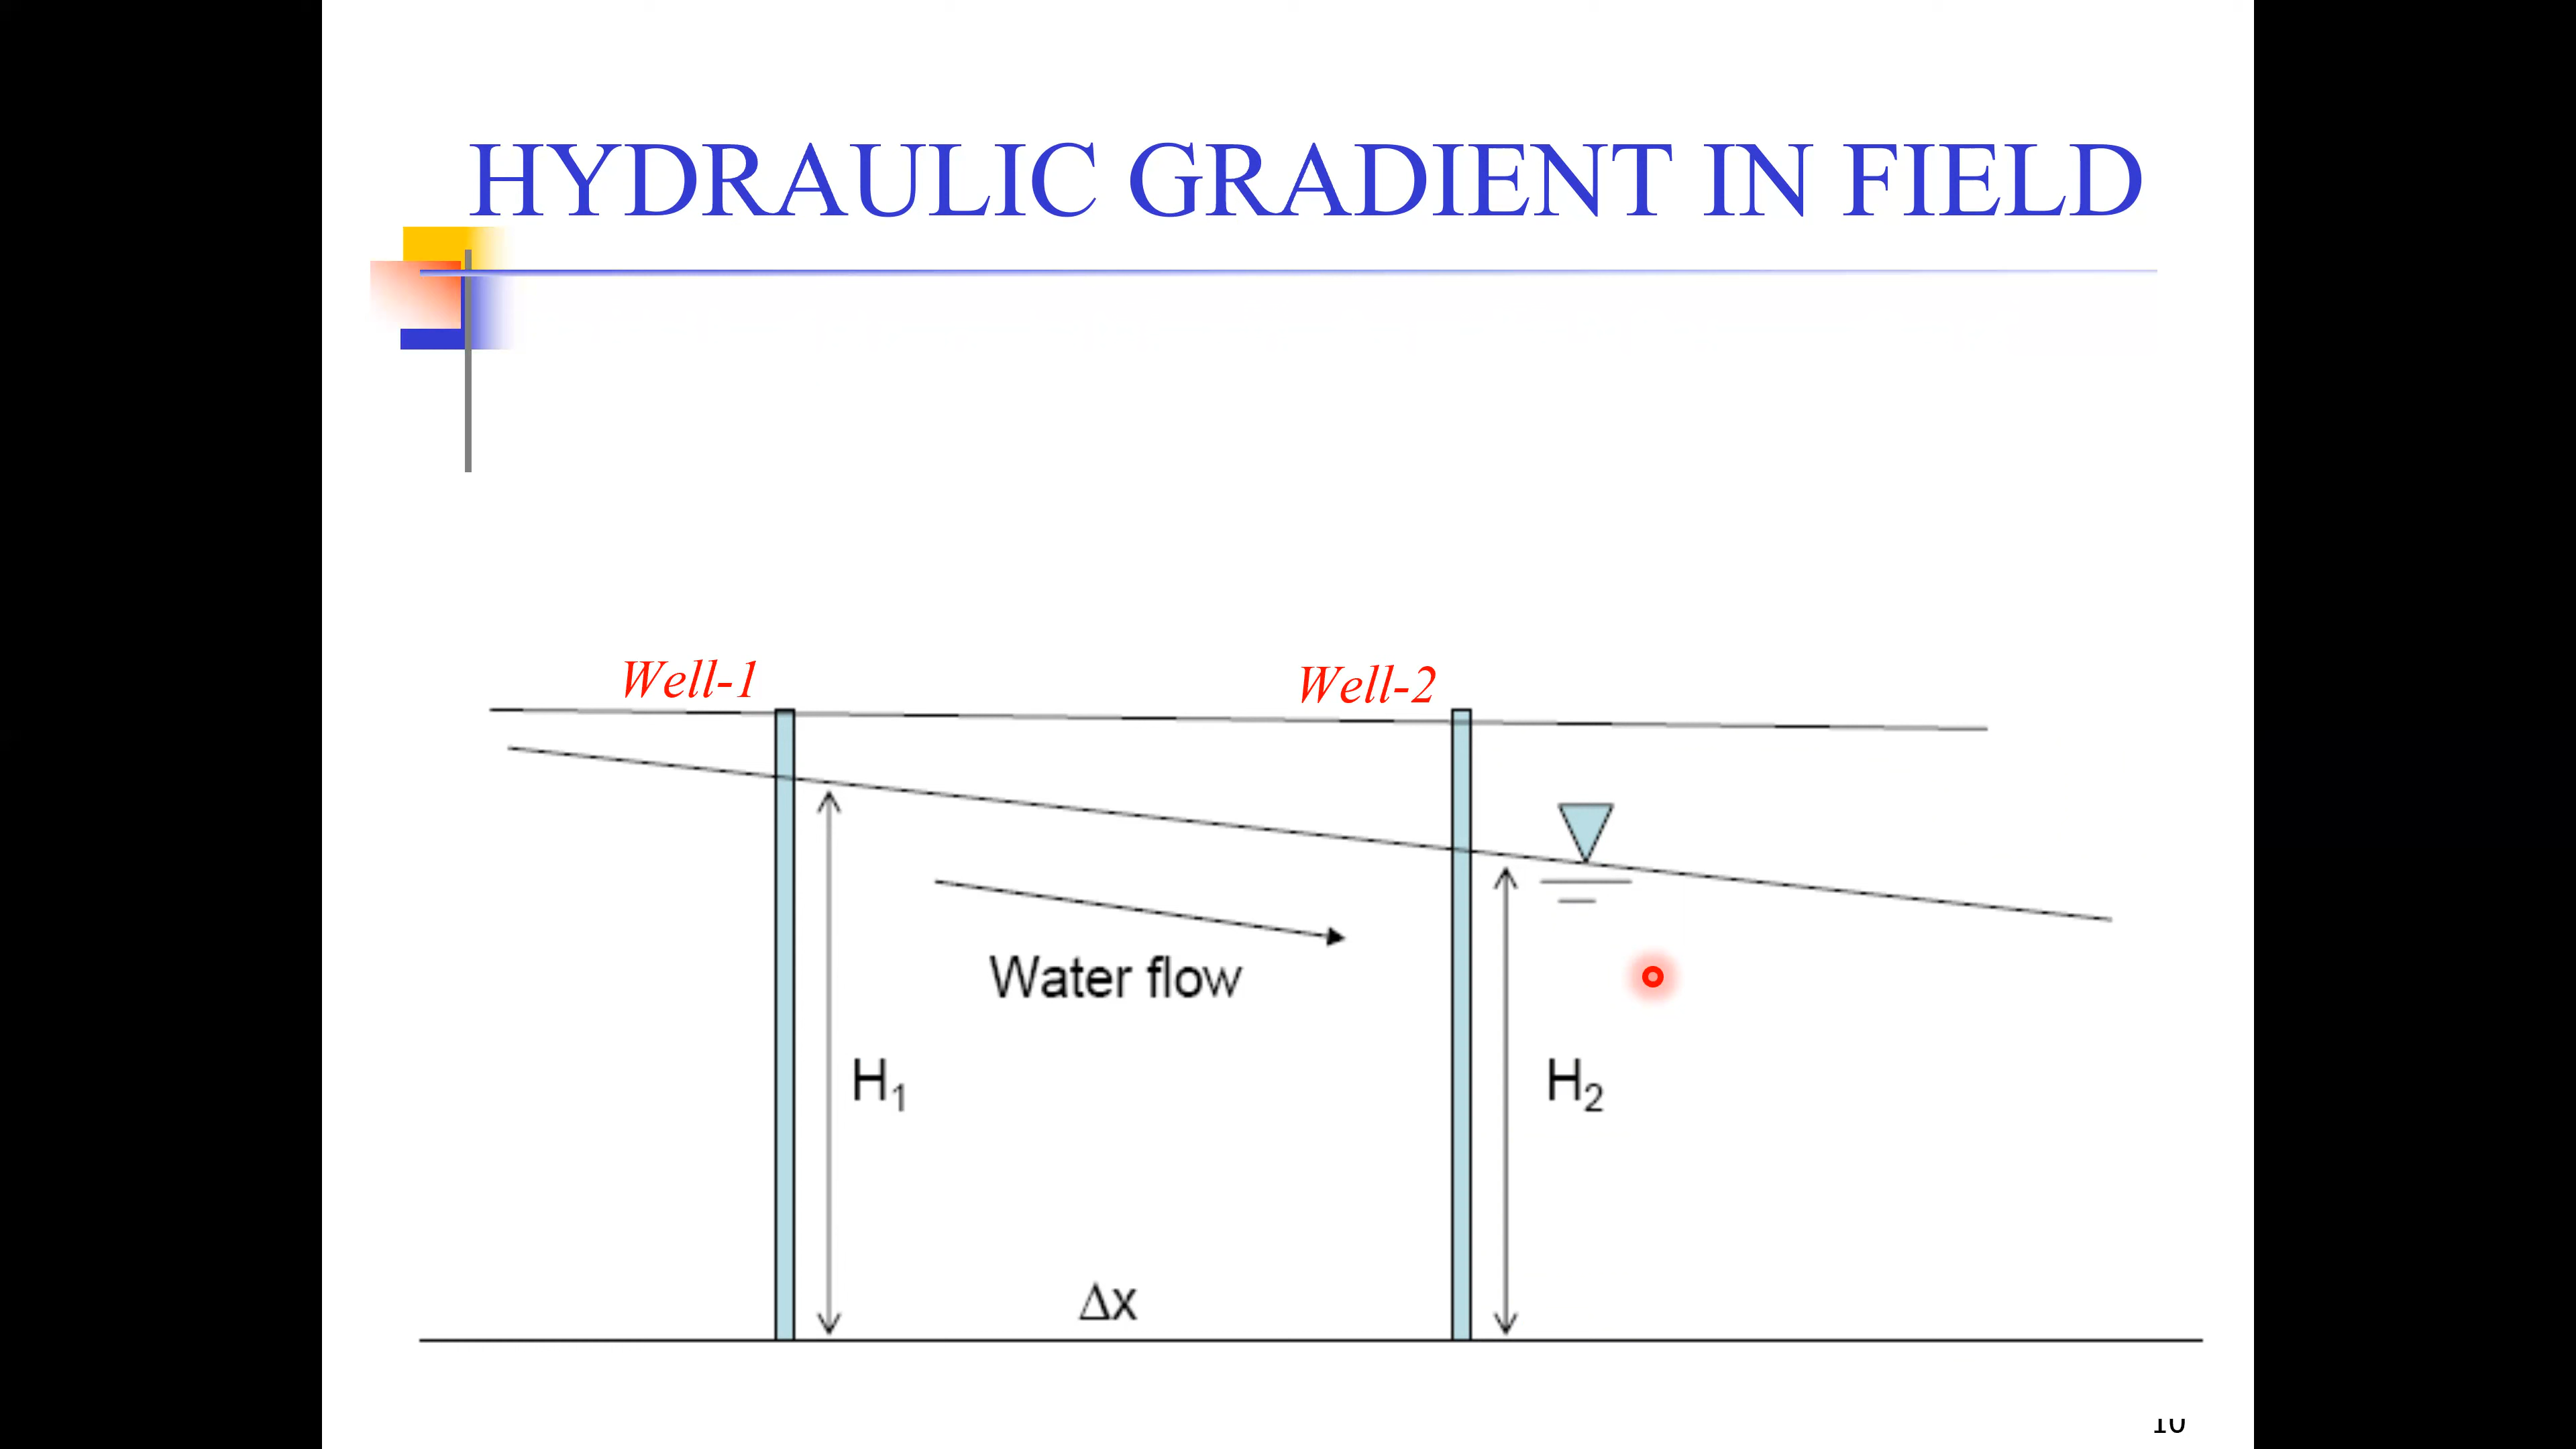 HYDRAULIC GRADIENT IN FIELD
Well-1
Well-2
Water flow
H₁
H₂
Δx
10